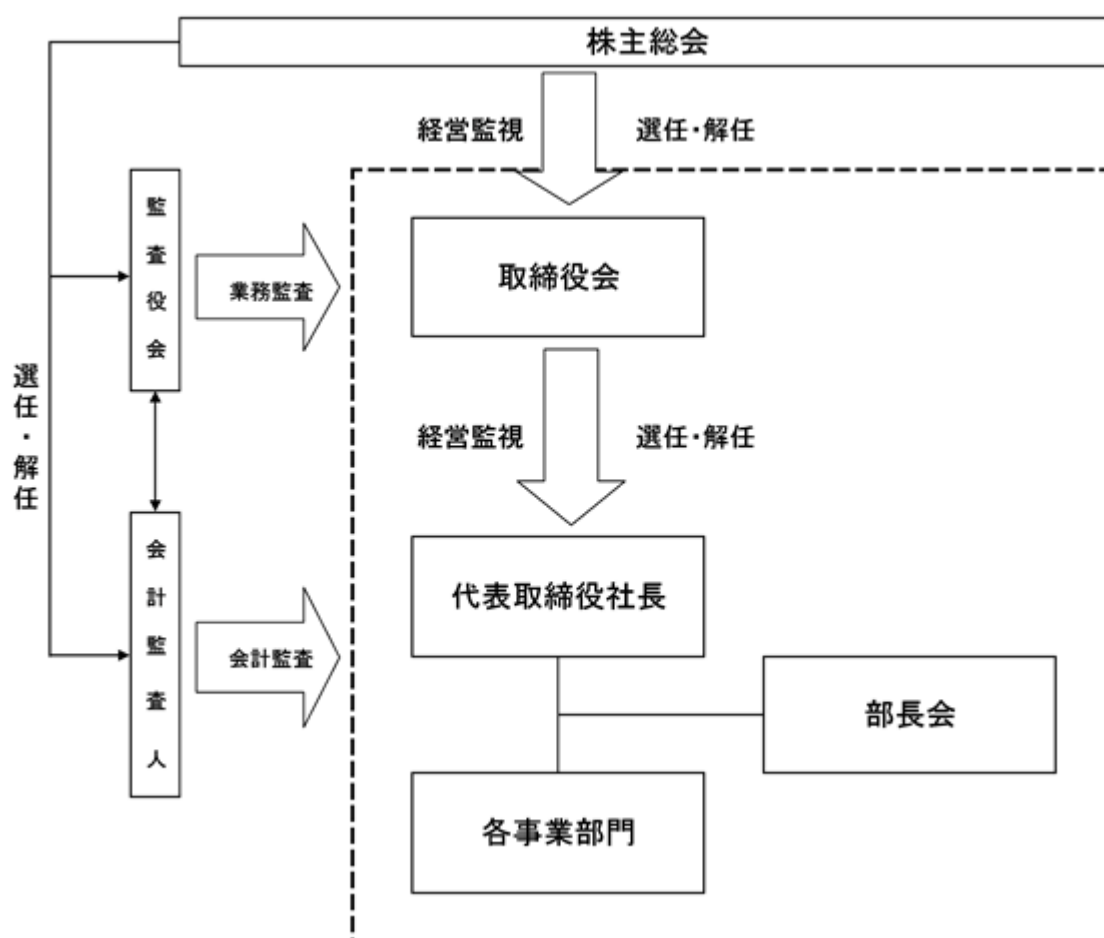 株主総会
経営監視
選任・解任
監査役会
業務監査
取締役会
選任・解任
経営監視
選任・解任
会計監査人
会計監査
代表取締役社長
部長会
各事業部門